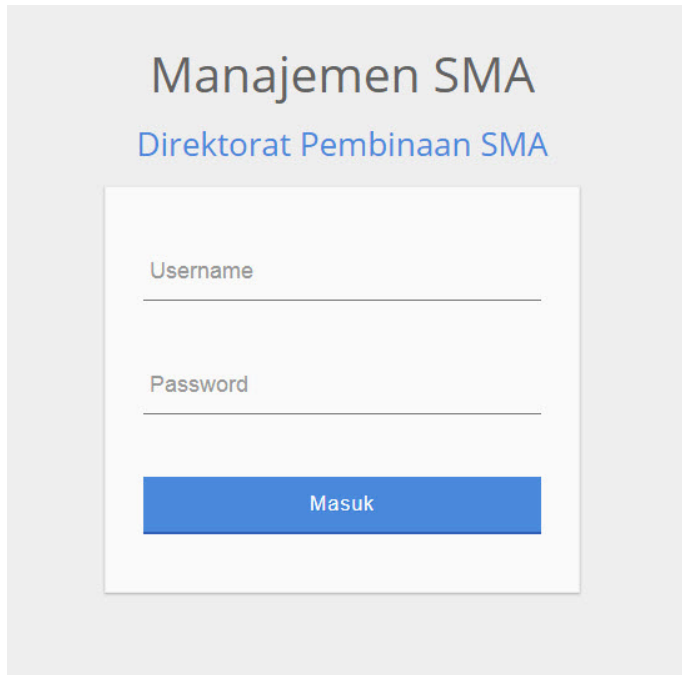 Manajemen SMA
Direktorat Pembinaan SMA
Username
Password
Masuk